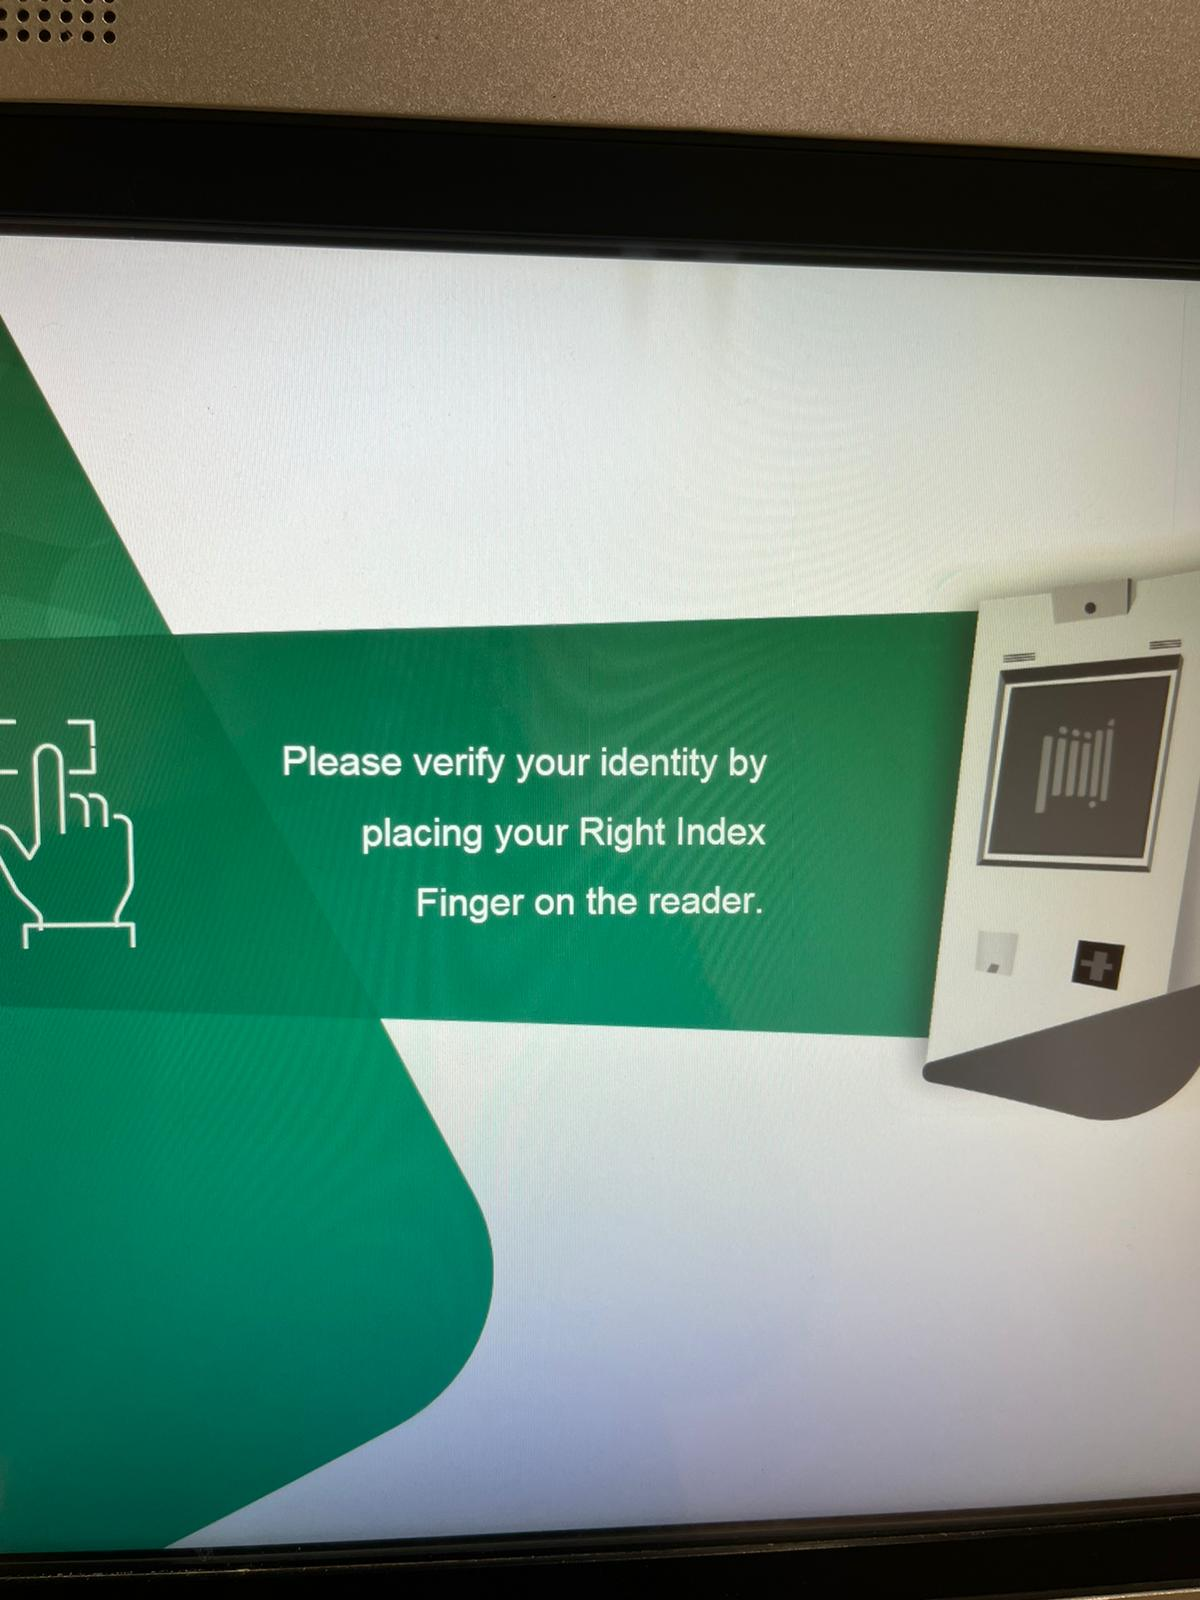 Please verify your identity by
placing your Right Index
Finger on the reader.